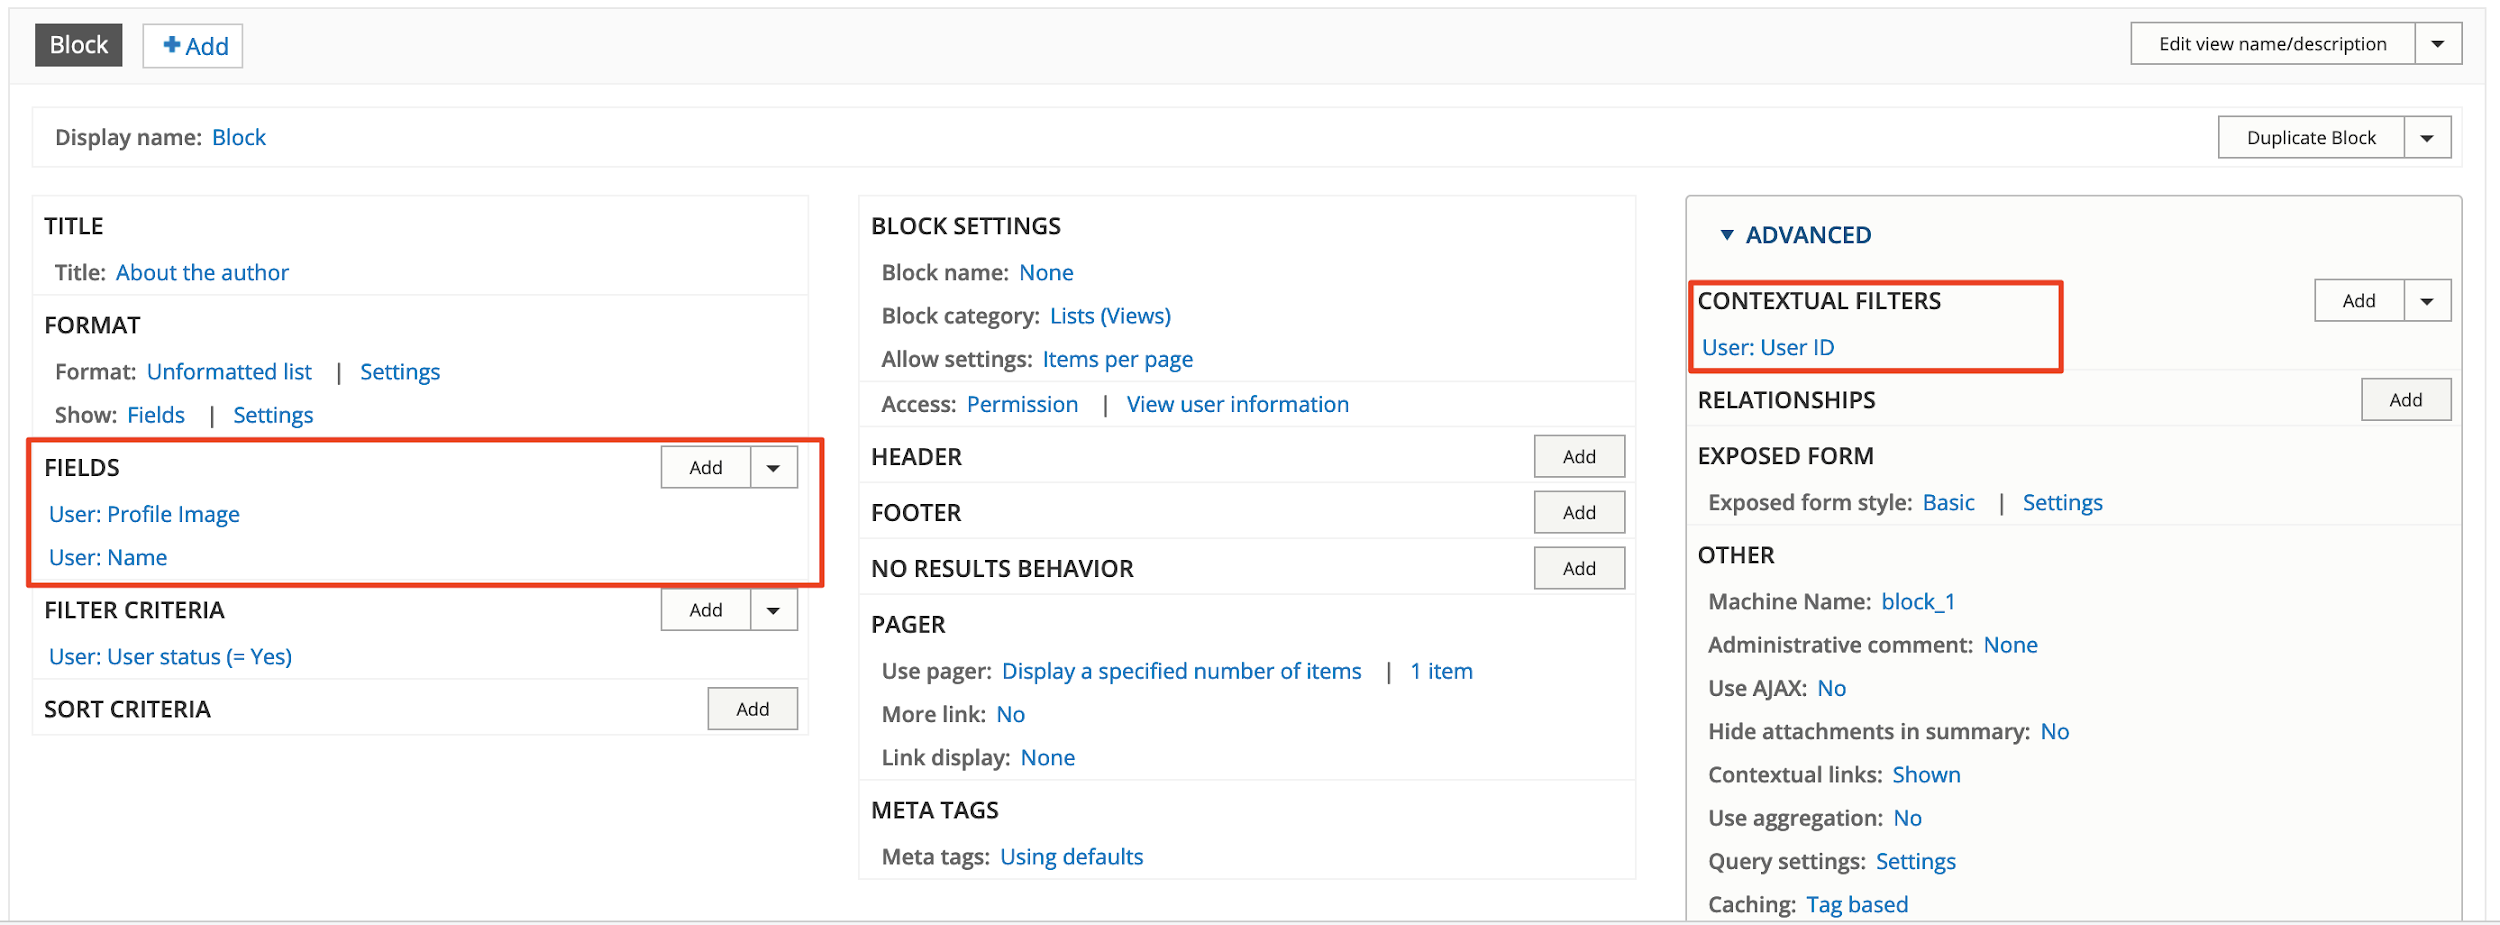 Block
Add
Edit view name/description
Display name: Block
Duplicate Block
TITLE
Title: About the author
FORMAT
Format: Unformatted list | Settings
Show: Fields | Settings
FIELDS
Add
User: Profile Image
User: Name
FILTER CRITERIA
Add
User: User status (= Yes)
SORT CRITERIA
Add
BLOCK SETTINGS
Block name: None
Block category: Lists (Views)
Allow settings: Items per page
Access: Permission | View user information
HEADER
Add
FOOTER
Add
NO RESULTS BEHAVIOR
Add
PAGER
Use pager: Display a specified number of items | 1 item
More link: No
Link display: None
META TAGS
Meta tags: Using defaults
ADVANCED
CONTEXTUAL FILTERS
Add
User: User ID
RELATIONSHIPS
Add
EXPOSED FORM
Exposed form style: Basic | Settings
OTHER
Machine Name: block_1
Administrative comment: None
Use AJAX: No
Hide attachments in summary: No
Contextual links: Shown
Use aggregation: No
Query settings: Settings
Caching: Tag based